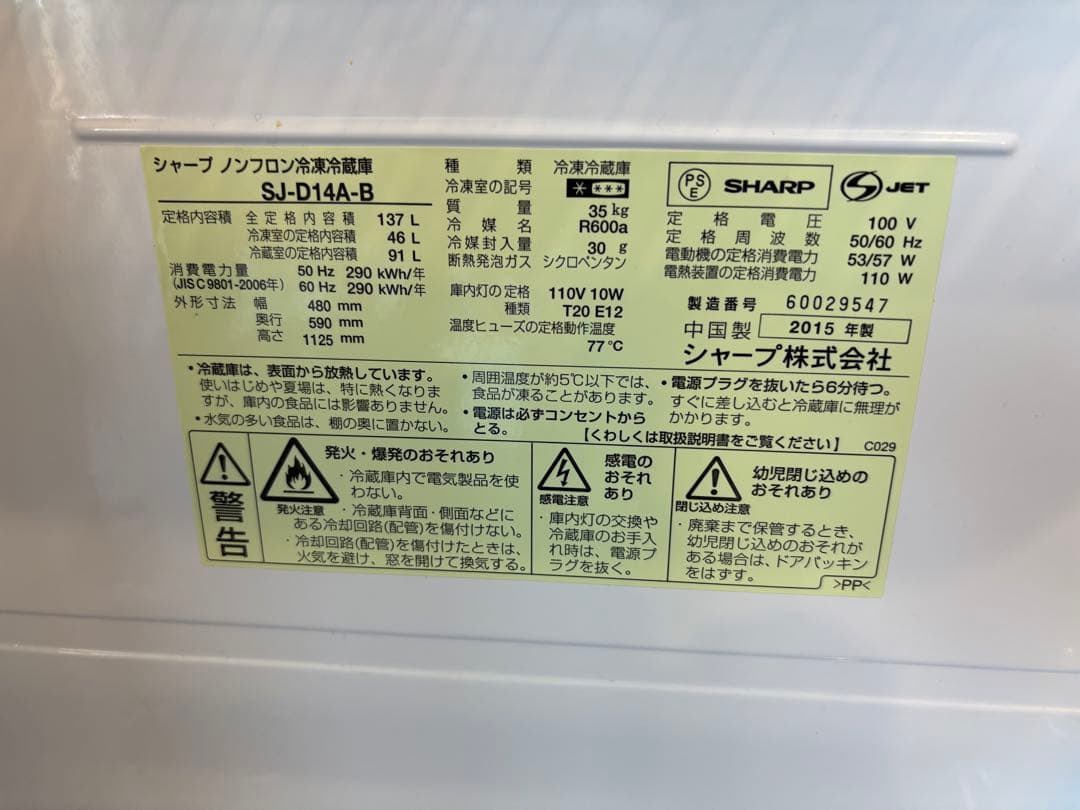 シャープ ノンフロン冷凍冷蔵庫
SJ-D14A-B
定格内容積 全定格内容積 137 L
冷凍室の定格内容積 46 L
冷蔵室の定格内容積 91 L
消費電力量 50 Hz 290 kWh/年
(JIS C 9801-2006年) 60 Hz 290 kWh/年
外形寸法 幅 480 mm
奥行 590 mm
高さ 1125 mm
種類 冷凍冷蔵庫
冷凍室の記号 * ***
質量 35 kg
冷媒名 R600a
冷媒封入量 30 g
断熱発泡ガス シクロペンタン
庫内灯の定格 110V 10W
種類 T20 E12
温度ヒューズの定格動作温度
77℃
PS
E
SHARP
JET
定格電圧 100 V
定格周波数 50/60 Hz
電動機の定格消費電力 53/57 W
電熱装置の定格消費電力 110 W
製造番号 60029547
中国製 2015 年製
シャープ株式会社
・冷蔵庫は、表面から放熱しています。
使いはじめや夏場は、特に熱くなりま
すが、庫内の食品には影響ありません。
・水気の多い食品は、棚の奥に置かない。
・周囲温度が約5℃以下では、
食品が凍ることがあります。
・電源は必ずコンセントから
とる。
・電源プラグを抜いたら6分待つ。
すぐに差し込むと冷蔵庫に無理が
かかります。
【くわしくは取扱説明書をご覧ください】 C029
警告
発火・爆発のおそれあり
発火注意
・冷蔵庫内で電気製品を使
わない。
・冷蔵庫背面・側面などに
ある冷却回路(配管)を傷付けない。
・冷却回路(配管)を傷付けたときは、
火気を避け、窓を開けて換気する。
感電の
おそれ
あり
感電注意
・庫内灯の交換や
冷蔵庫のお手入
れ時は、電源プ
ラグを抜く。
幼児閉じ込めの
おそれあり
閉じ込め注意
・廃棄まで保管するとき、
幼児閉じ込めのおそれが
ある場合は、ドアパッキン
をはずす。
>PP<